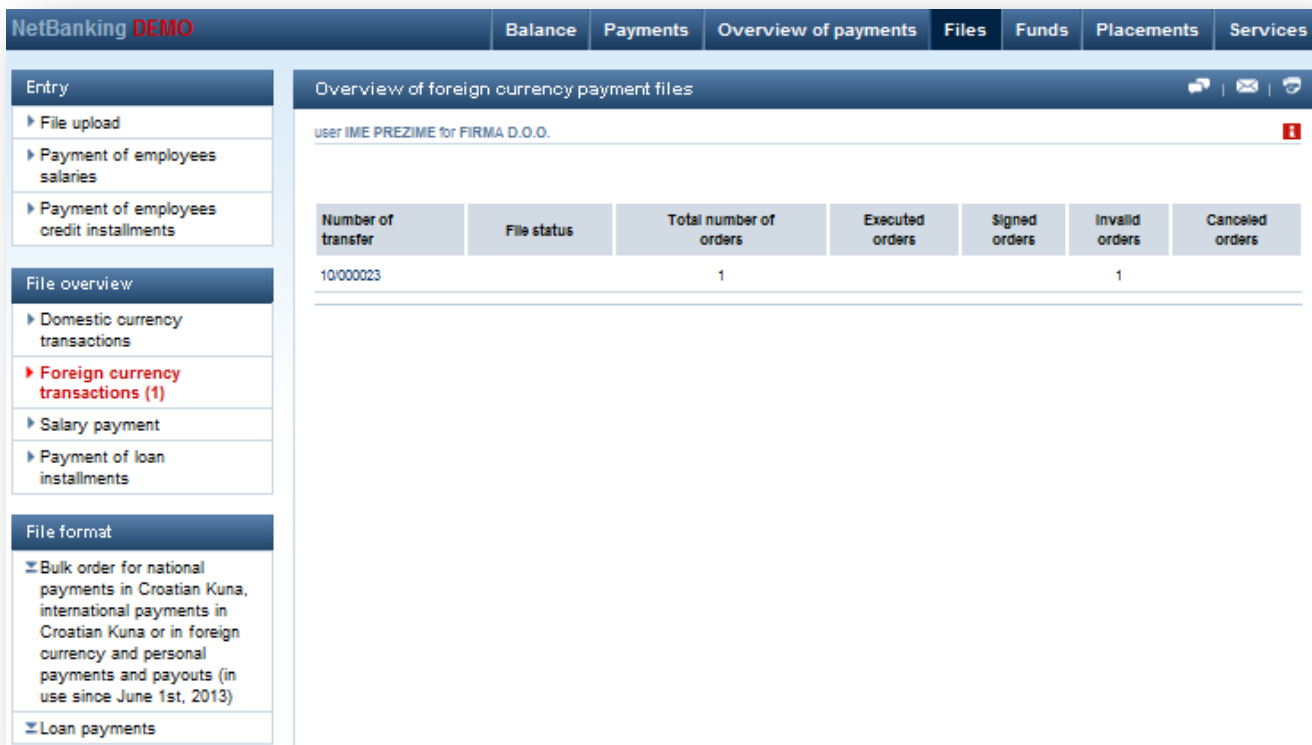 NetBanking DEMO
Balance Payments Overview of payments Files Funds Placements Services
Entry
File upload
Payment of employees
salaries
Payment of employees
credit installments
File overview
Domestic currency
transactions
Foreign currency
transactions (1)
Salary payment
Payment of loan
installments
File format
Bulk order for national
payments in Croatian Kuna,
international payments in
Croatian Kuna or in foreign
currency and personal
payments and payouts (in
use since June 1st, 2013)
Loan payments
Overview of foreign currency payment files
user IME PREZIME for FIRMA D.O.O.
Number of
transfer
File status
Total number of
orders
Executed
orders
Signed
orders
Invalid
orders
Canceled
orders
10/000023 1 1